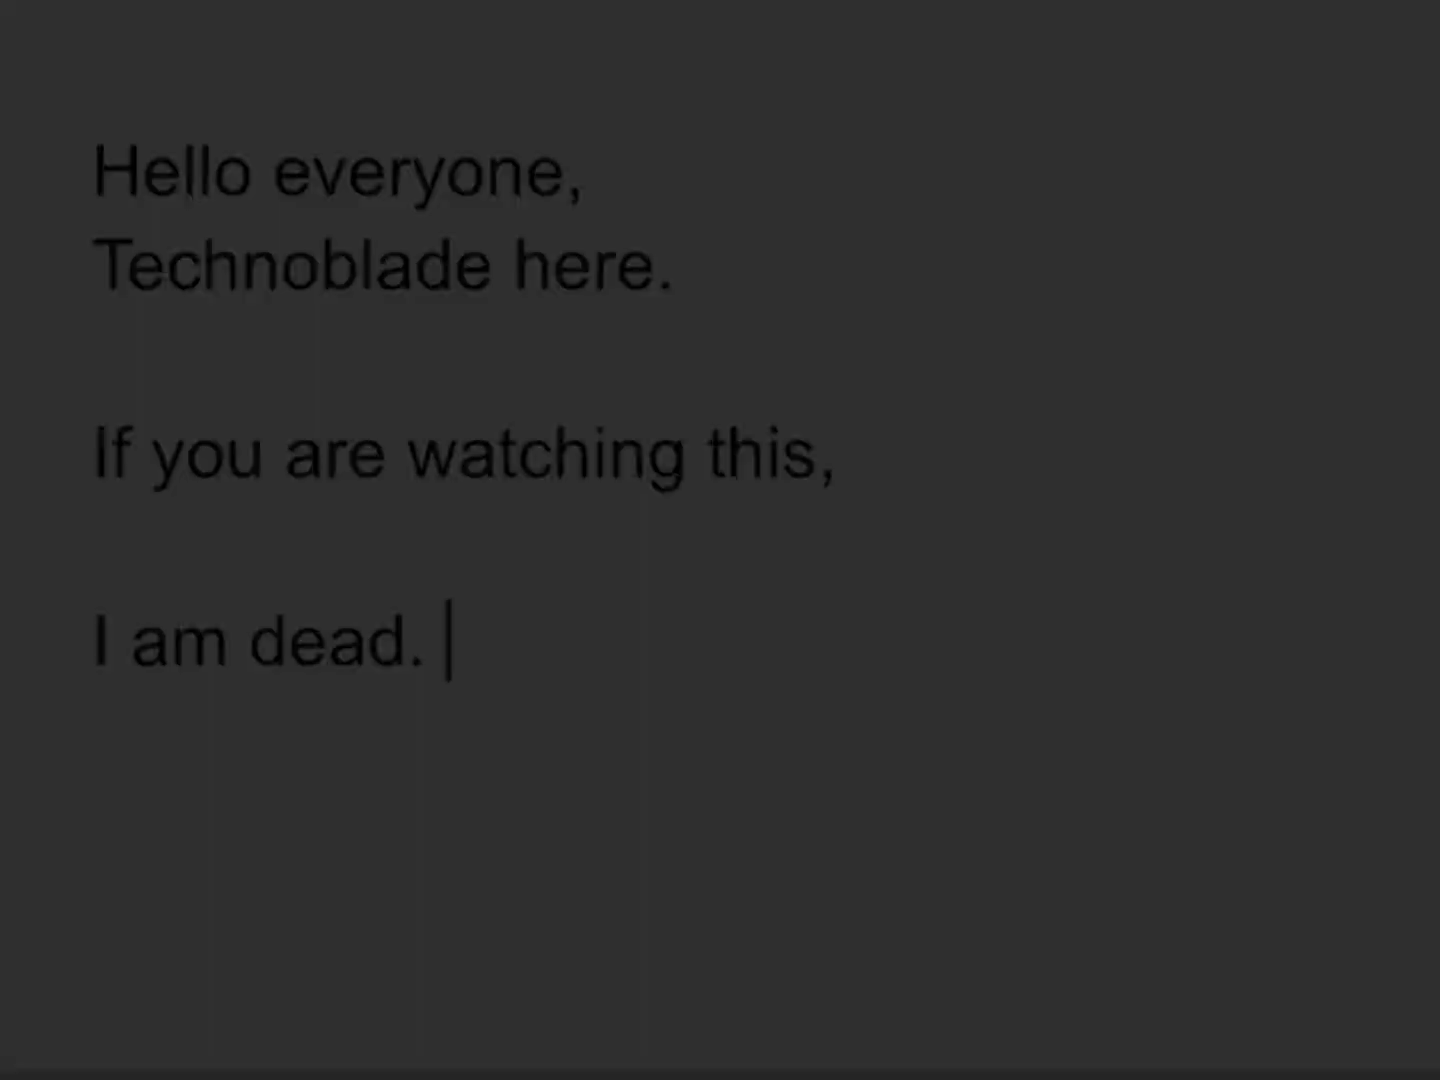 Hello everyone,
Technoblade here.
If you are watching this,
I am dead.